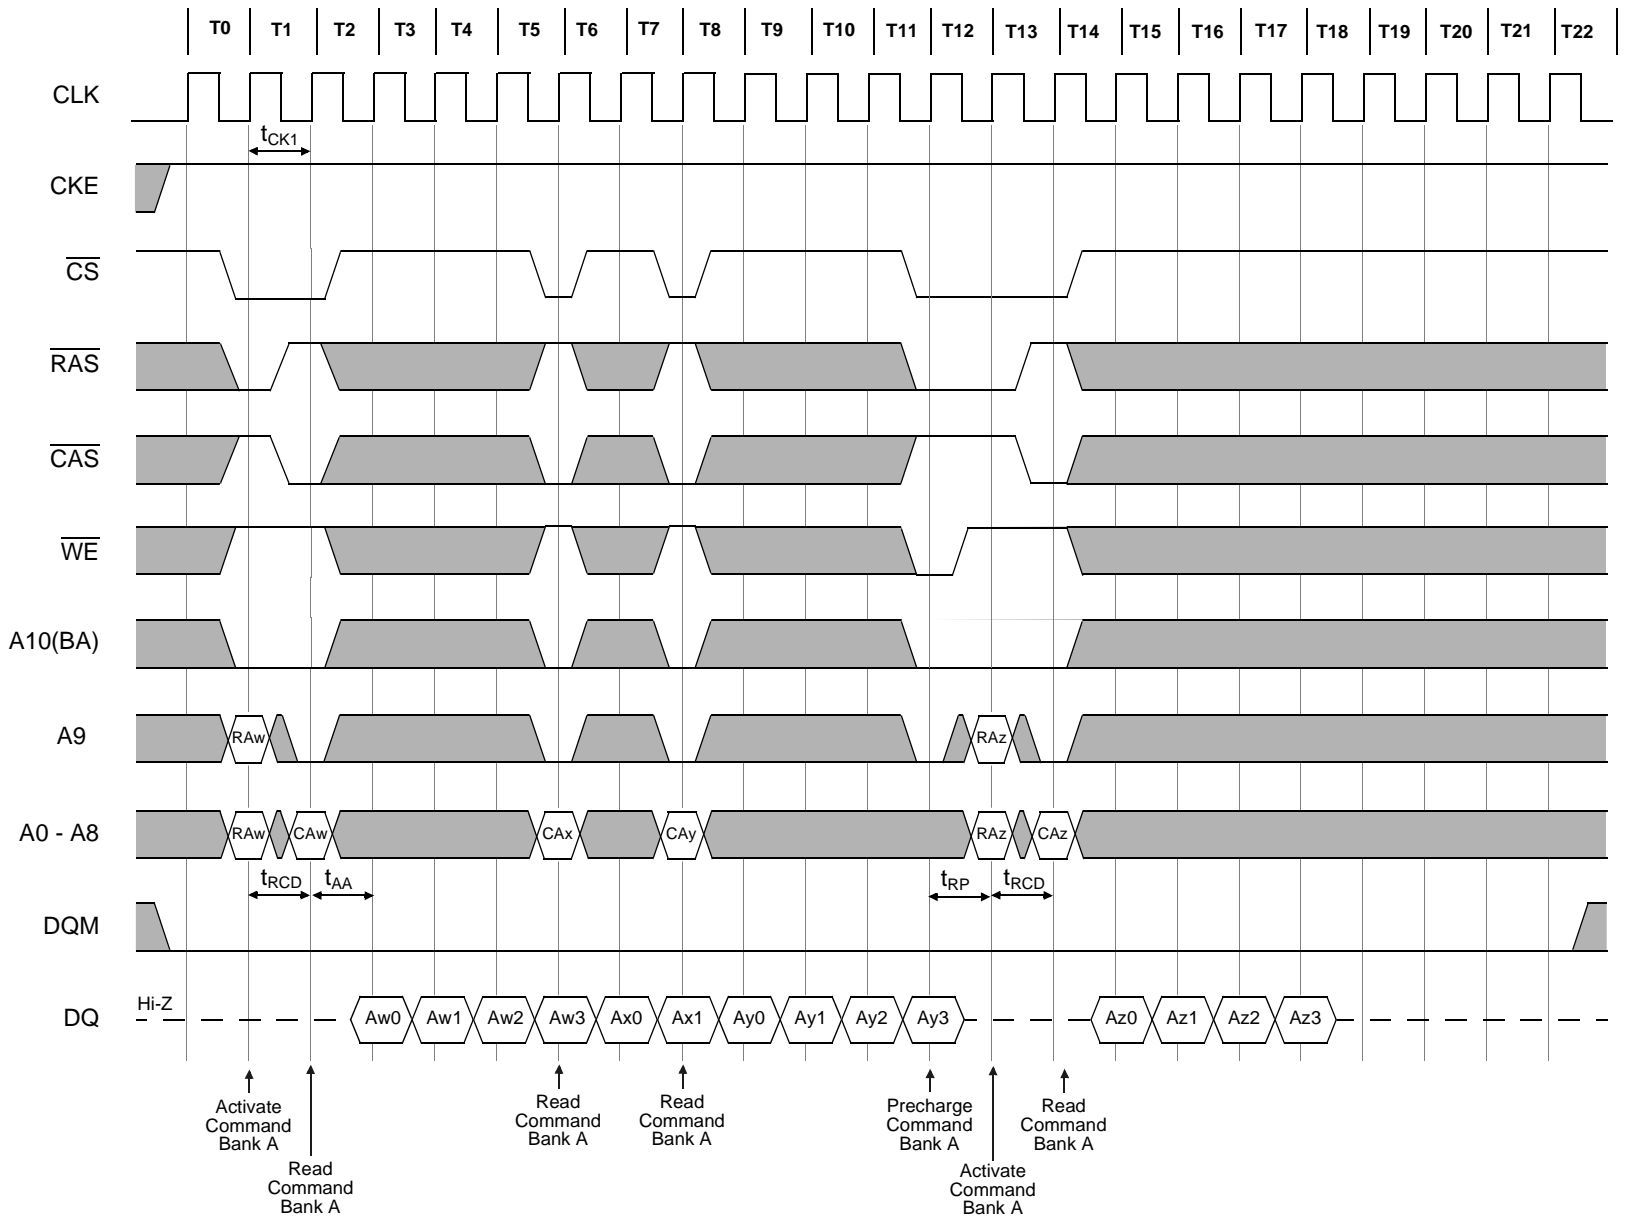 T0 T1 T2 T3 T4 T5 T6 T7 T8 T9 T10 T11 T12 T13 T14 T15 T16 T17 T18 T19 T20 T21 T22
CLK
tCK1
CKE
CS
RAS
CAS
WE
A10(BA)
A9
RAw RAz
A0 - A8
RAw CAw CAx CAy RAz CAz
tRCD tAA tRP tRCD
DQM
DQ
Hi-Z
Aw0 Aw1 Aw2 Aw3 Ax0 Ax1 Ay0 Ay1 Ay2 Ay3 Az0 Az1 Az2 Az3
Activate
Command
Bank A
Read
Command
Bank A
Read
Command
Bank A
Read
Command
Bank A
Precharge
Command
Bank A
Activate
Command
Bank A
Read
Command
Bank A